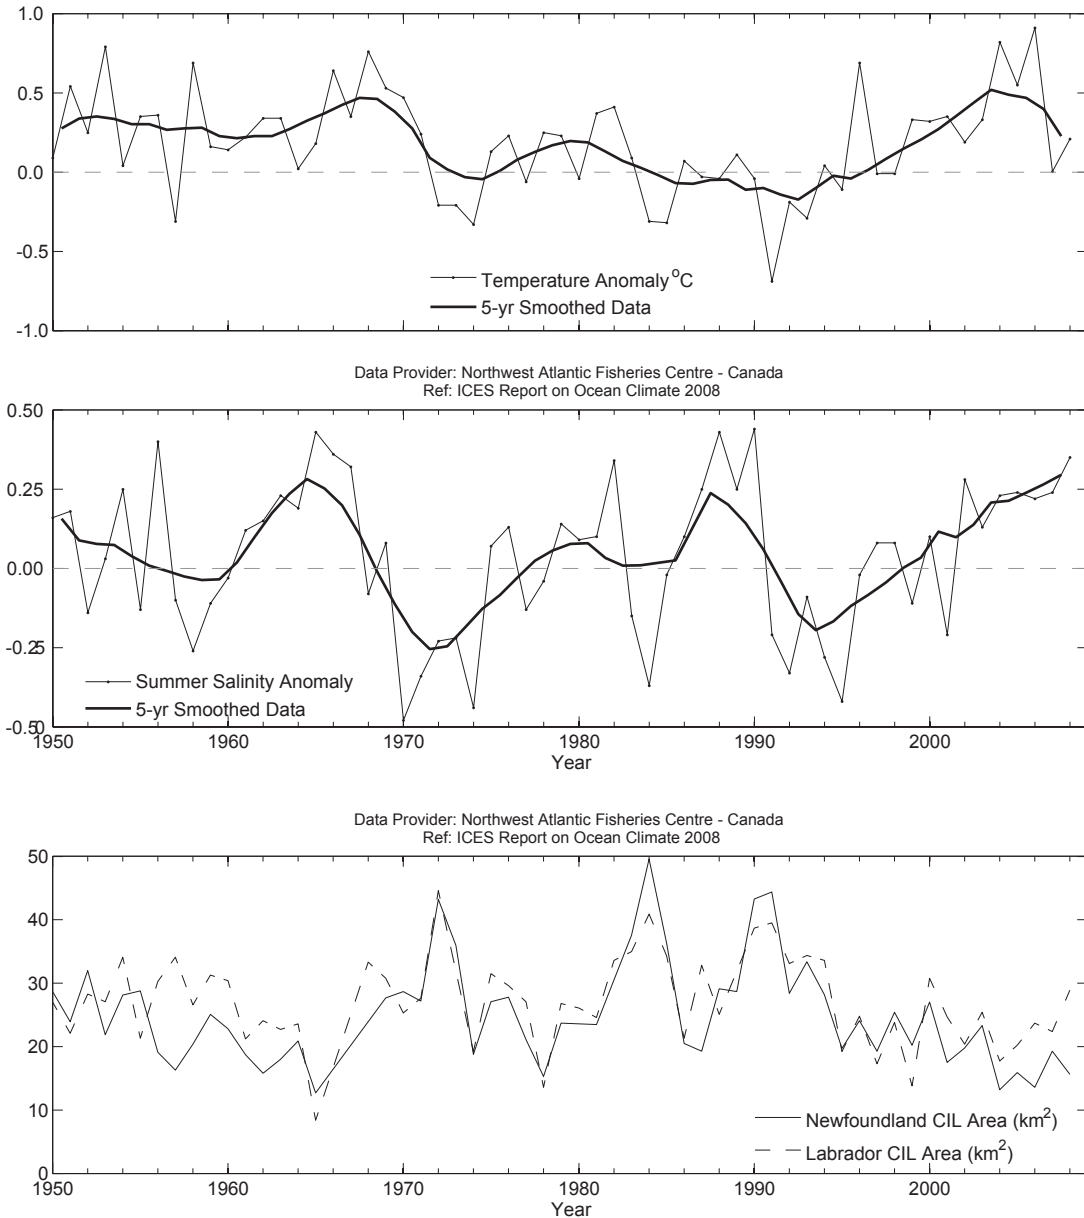 1.0
0.5
0.0
-0.5
-1.0
Temperature Anomaly °C
5-yr Smoothed Data
Data Provider: Northwest Atlantic Fisheries Centre - Canada
Ref: ICES Report on Ocean Climate 2008
0.50
0.25
0.00
-0.25
-0.50
Summer Salinity Anomaly
5-yr Smoothed Data
1950 1960 1970 1980 1990 2000
Year
Data Provider: Northwest Atlantic Fisheries Centre - Canada
Ref: ICES Report on Ocean Climate 2008
50
40
30
20
10
0
Newfoundland CIL Area (km²)
Labrador CIL Area (km²)
1950 1960 1970 1980 1990 2000
Year